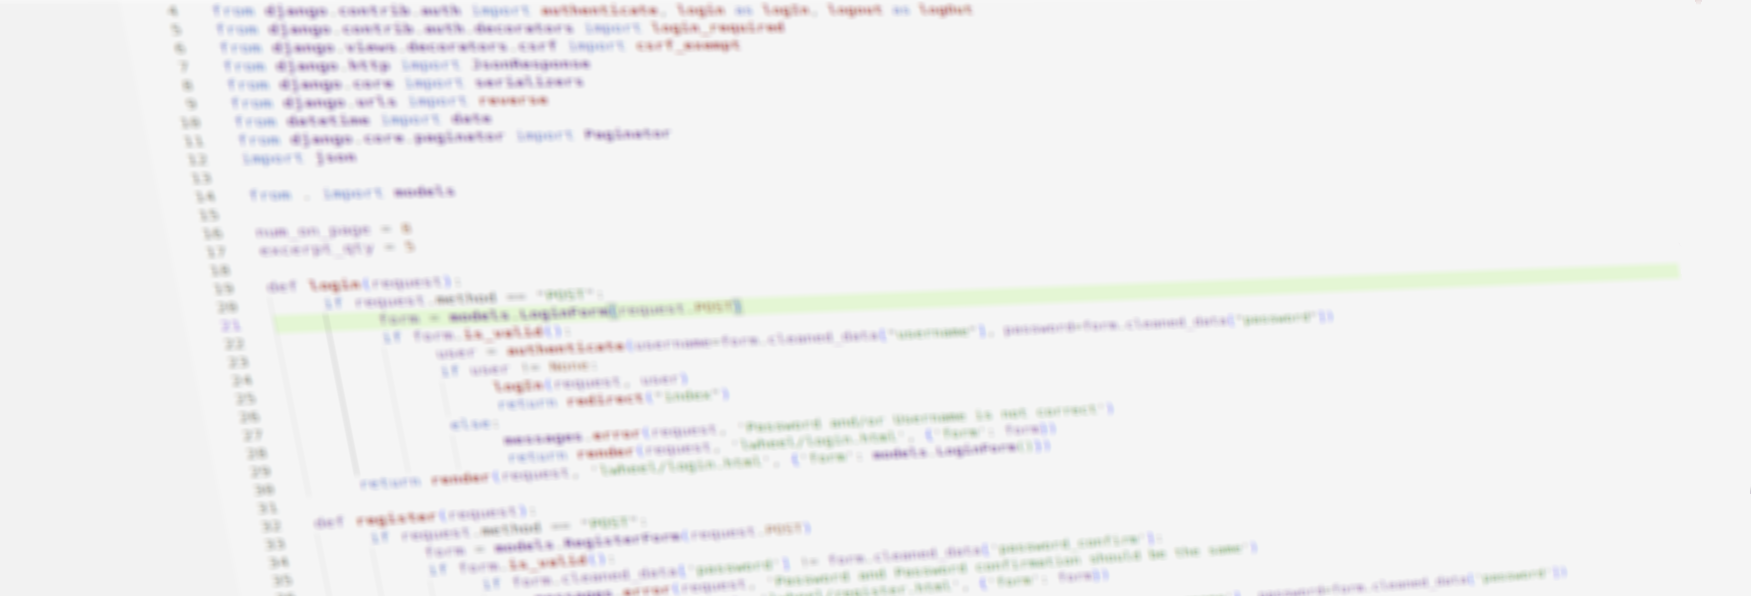 4 from django.contrib.auth import authenticate, login as login, logout as logout
5 from django.contrib.auth.decorators import login_required
6 from django.views.decorators.csrf import csrf_exempt
7 from django.http import JsonResponse
8 from django.core import serializers
9 from django.urls import reverse
10 from datetime import date
11 from django.core.paginator import Paginator
12 import json
13
14 from . import models
15
16 num_on_page = 8
17 excerpt_qty = 5
18
19 def login(request):
20 if request.method == "POST":
21 form = models.LoginForm(request.POST)
22 if form.is_valid():
23 user = authenticate(username=form.cleaned_data["username"], password=form.cleaned_data["password"])
24 if user != None:
25 login(request, user)
26 return redirect("index")
27 else:
28 messages.error(request, 'Password and/or Username is not correct')
29 return render(request, 'lwheel/login.html', {'form': form})
30 return render(request, 'lwheel/login.html', {'form': models.LoginForm()})
31
32 def register(request):
33 if request.method == "POST":
34 form = models.RegisterForm(request.POST)
35 if form.is_valid():
if form.cleaned_data['password'] != form.cleaned_data['password_confirm']:
messages.error(request, 'Password and Password confirmation should be the same')
lwheel/register.html', {'form': form})
password=form.cleaned_data['password'])